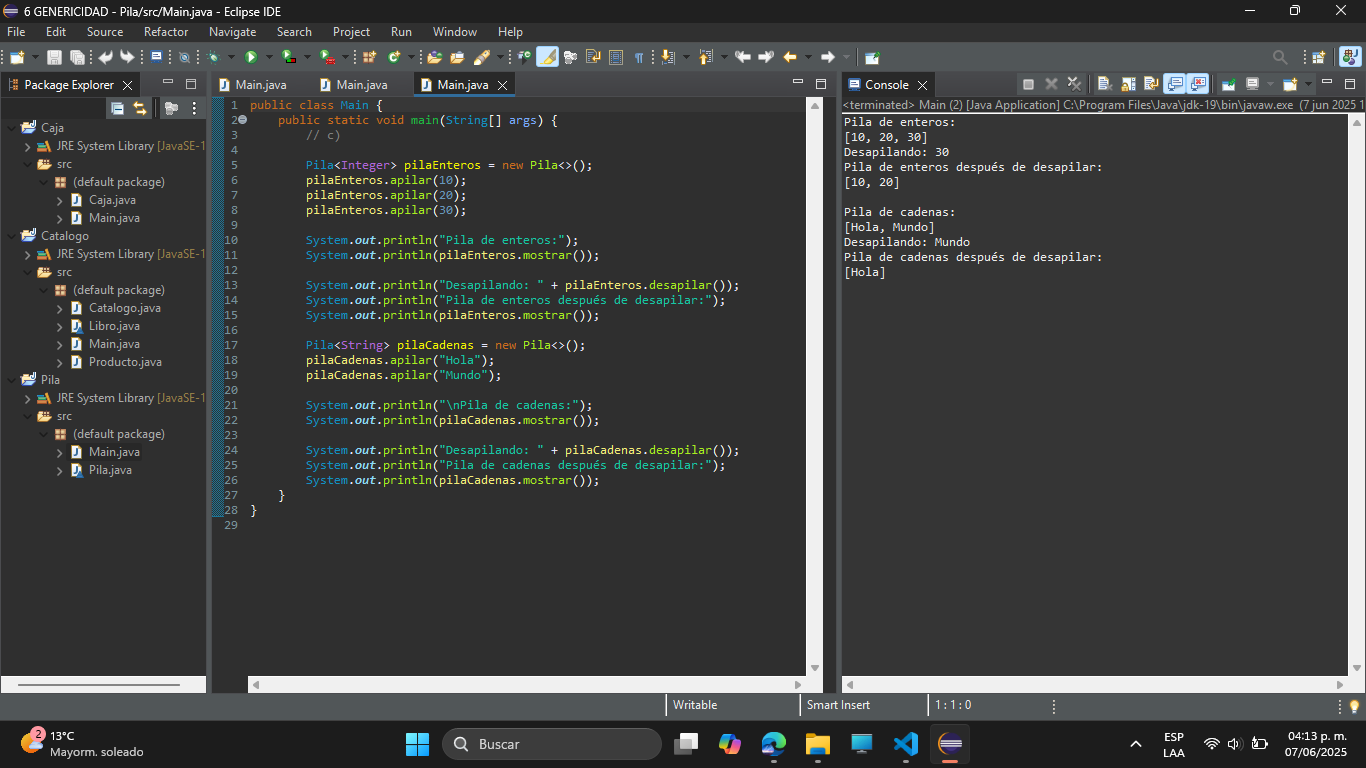 6 GENERICIDAD - Pila/src/Main.java - Eclipse IDE
File Edit Source Refactor Navigate Search Project Run Window Help
Package Explorer
Caja
JRE System Library [JavaSE-1
src
(default package)
Caja.java
Main.java
Catalogo
JRE System Library [JavaSE-1
src
(default package)
Catalogo.java
Libro.java
Main.java
Producto.java
Pila
JRE System Library [JavaSE-1
src
(default package)
Main.java
Pila.java
Main.java Main.java Main.java
1 public class Main {
2 public static void main(String[] args) {
3 // c)
4
5 Pila<Integer> pilaEnteros = new Pila<>();
6 pilaEnteros.apilar(10);
7 pilaEnteros.apilar(20);
8 pilaEnteros.apilar(30);
9
10 System.out.println("Pila de enteros:");
11 System.out.println(pilaEnteros.mostrar());
12
13 System.out.println("Desapilando: " + pilaEnteros.desapilar());
14 System.out.println("Pila de enteros después de desapilar:");
15 System.out.println(pilaEnteros.mostrar());
16
17 Pila<String> pilaCadenas = new Pila<>();
18 pilaCadenas.apilar("Hola");
19 pilaCadenas.apilar("Mundo");
20
21 System.out.println("\nPila de cadenas:");
22 System.out.println(pilaCadenas.mostrar());
23
24 System.out.println("Desapilando: " + pilaCadenas.desapilar());
25 System.out.println("Pila de cadenas después de desapilar:");
26 System.out.println(pilaCadenas.mostrar());
27 }
28 }
29
Console
<terminated> Main (2) [Java Application] C:\Program Files\Java\jdk-19\bin\javaw.exe (7 jun 2025 1
Pila de enteros:
[10, 20, 30]
Desapilando: 30
Pila de enteros después de desapilar:
[10, 20]
Pila de cadenas:
[Hola, Mundo]
Desapilando: Mundo
Pila de cadenas después de desapilar:
[Hola]
Writable Smart Insert 1 : 1 : 0
2
13°C
Mayorm. soleado
Buscar
ESP
LAA
04:13 p. m.
07/06/2025